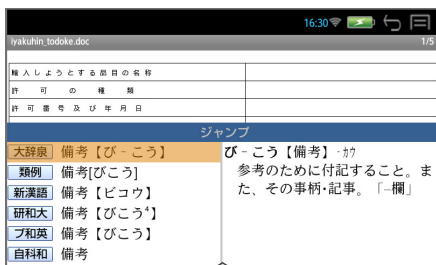 16:30
iyakuhin_todoke.doc 1/5
輸入しようとする品目の名称
許可の種類
許可番号及び年月日
ジャンプ
大辞泉 備考【び‐こう】
類例 備考[びこう]
新漢語 備考【ビコウ】
研和大 備考【びこう⁴】
プ和英 備考【びこう】
自科和 備考
び‐こう【備考】‐カウ
参考のために付記すること。ま
た、その事柄・記事。「―欄」